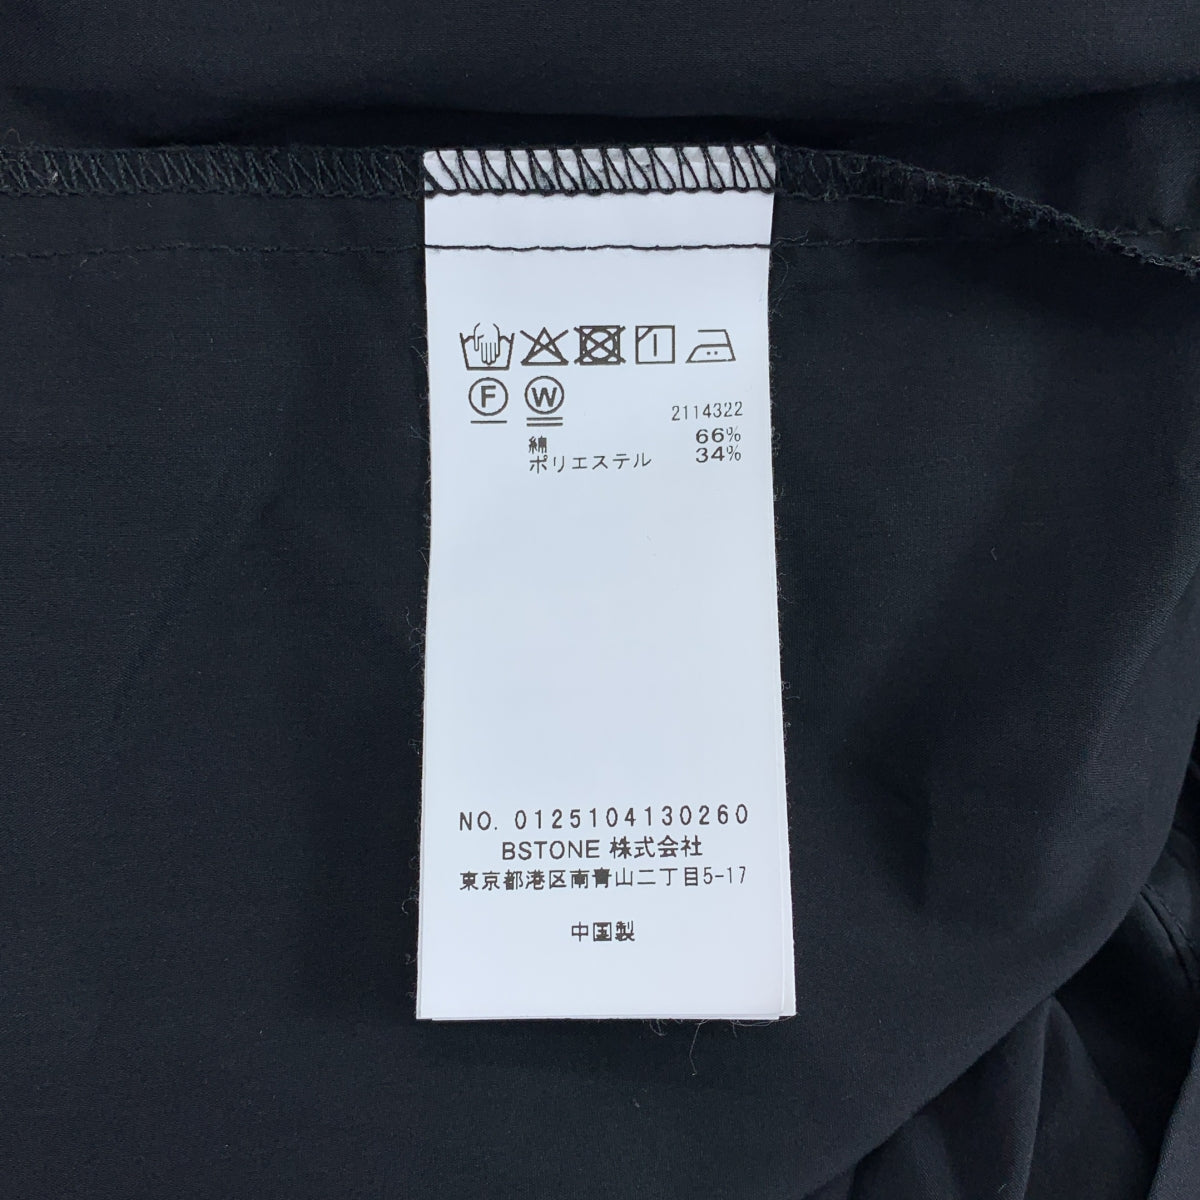 F W
2114322
綿 66%
ポリエステル 34%
NO. 0125104130260
BSTONE 株式会社
東京都港区南青山二丁目5-17
中国製